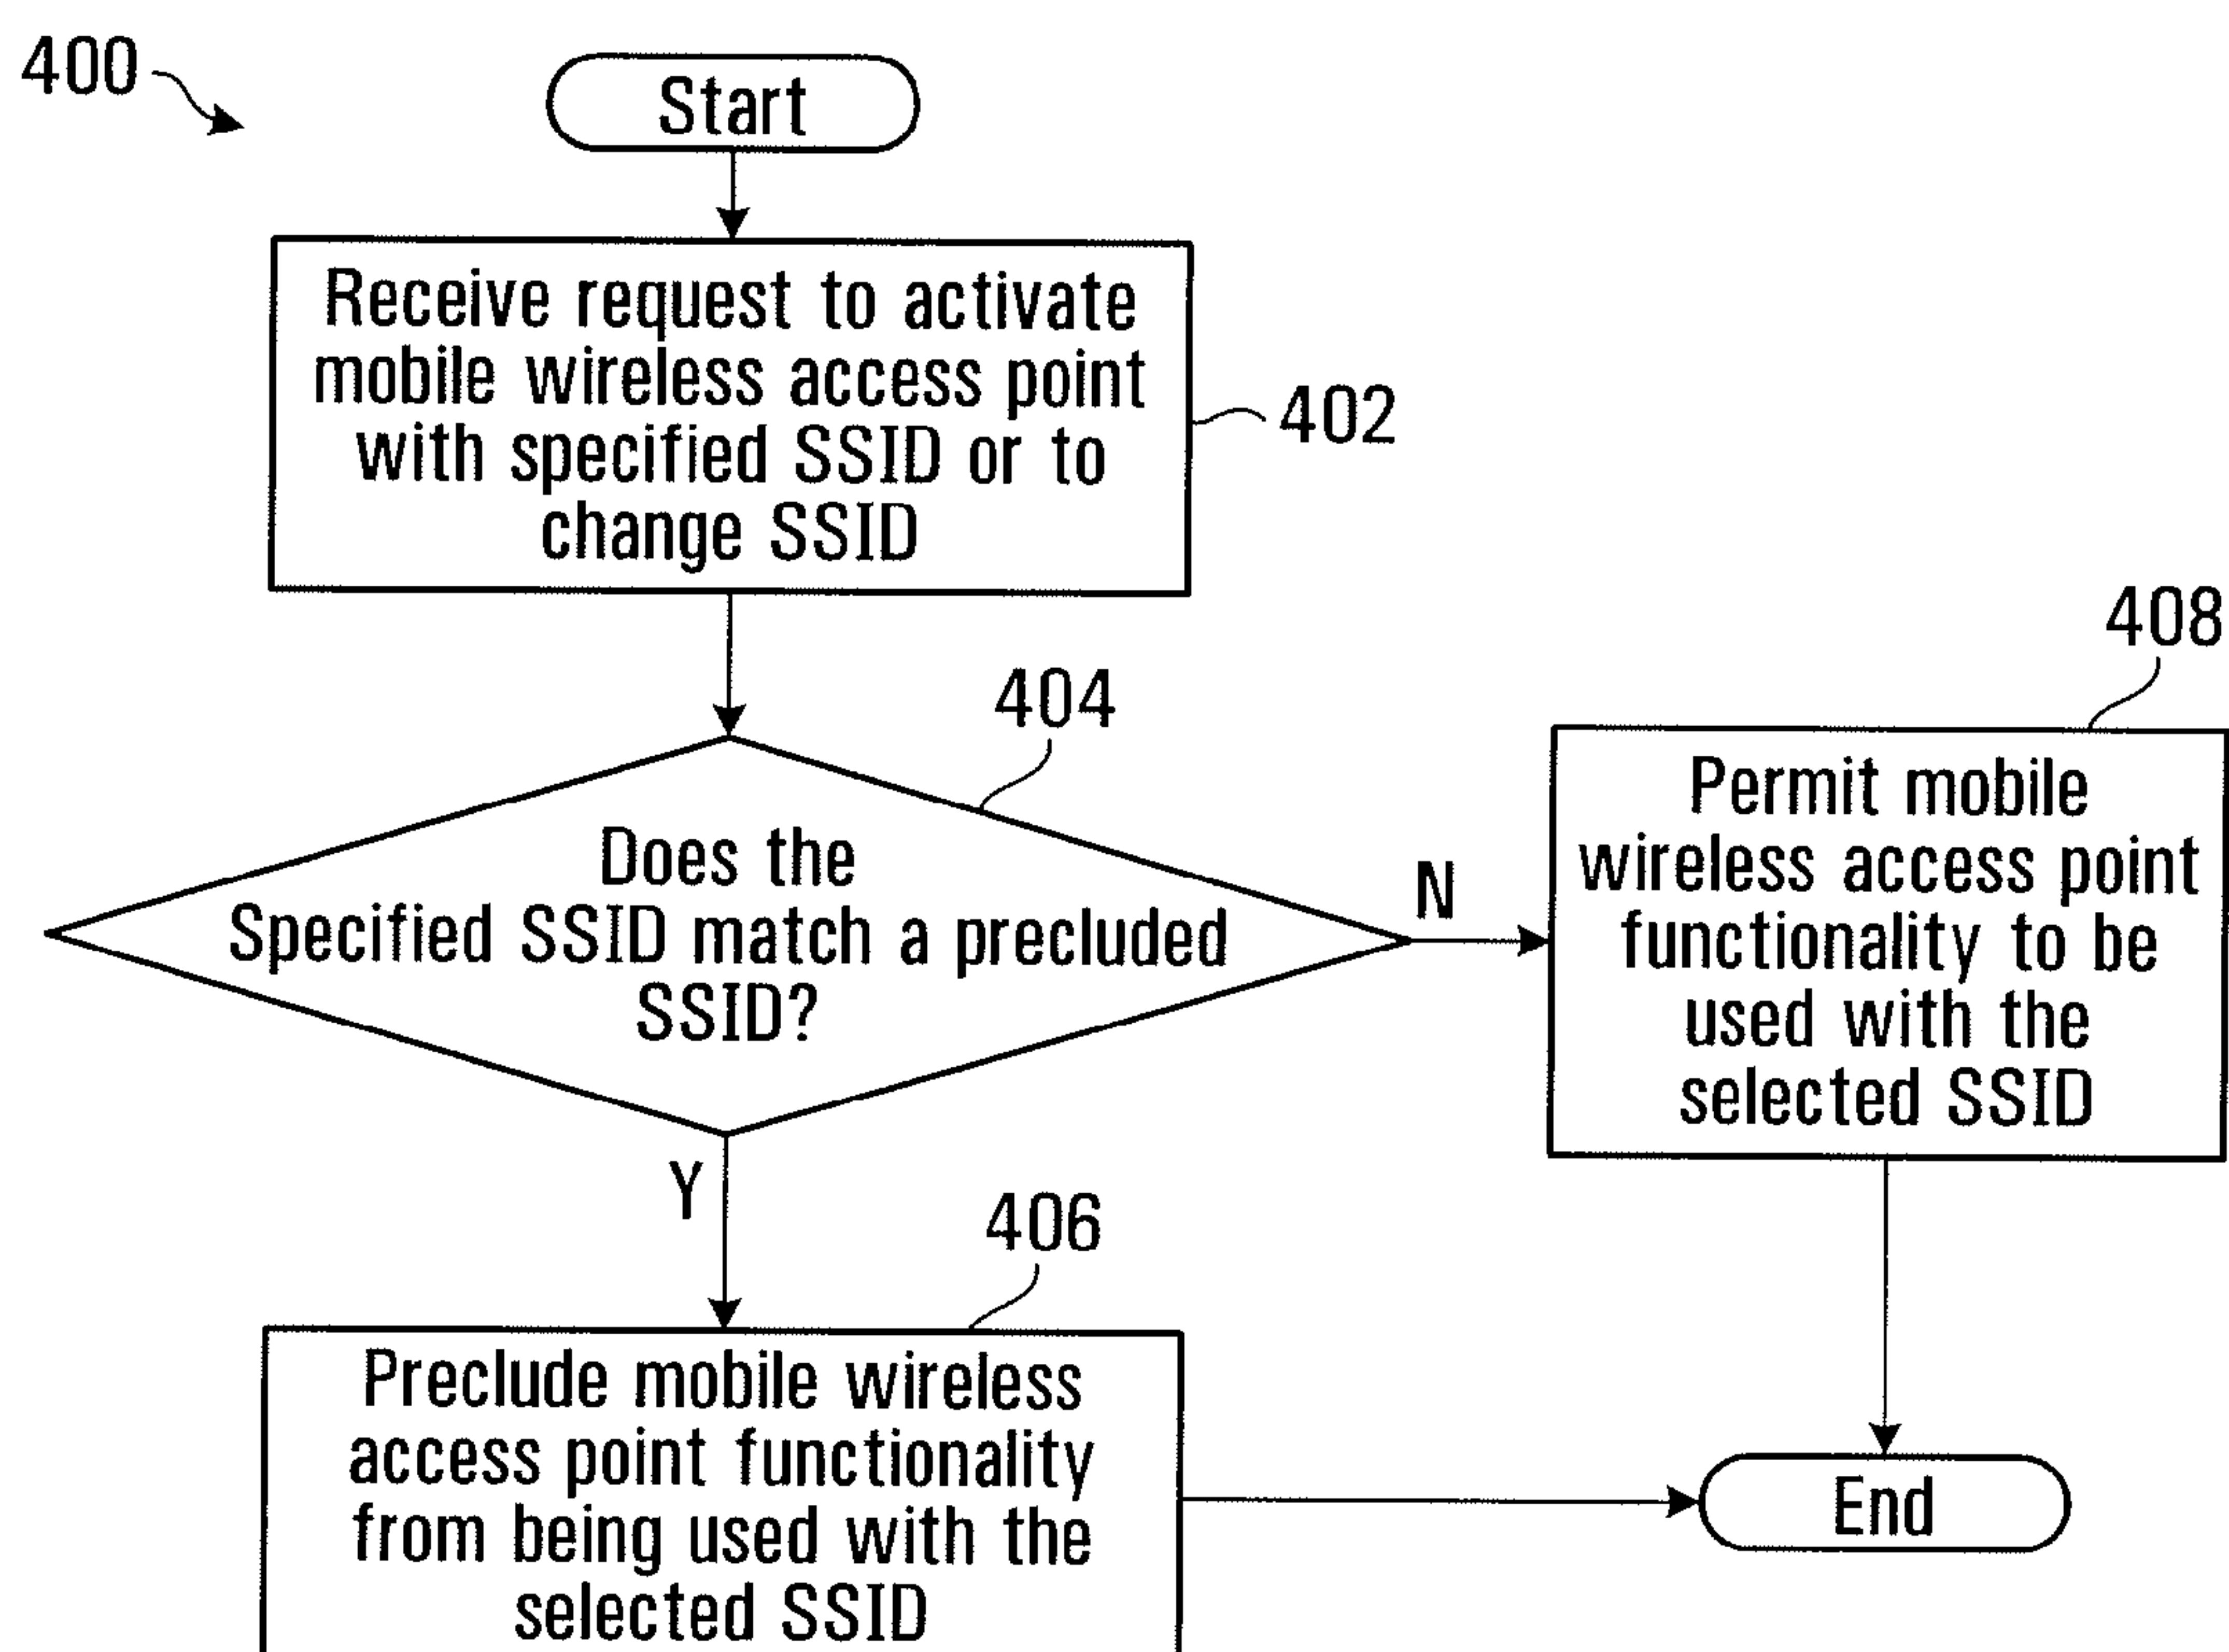 400
Start
Receive request to activate
mobile wireless access point
with specified SSID or to
change SSID
402
404
Does the
Specified SSID match a precluded
SSID?
N
408
Permit mobile
wireless access point
functionality to be
used with the
selected SSID
Y
406
Preclude mobile wireless
access point functionality
from being used with the
selected SSID
End